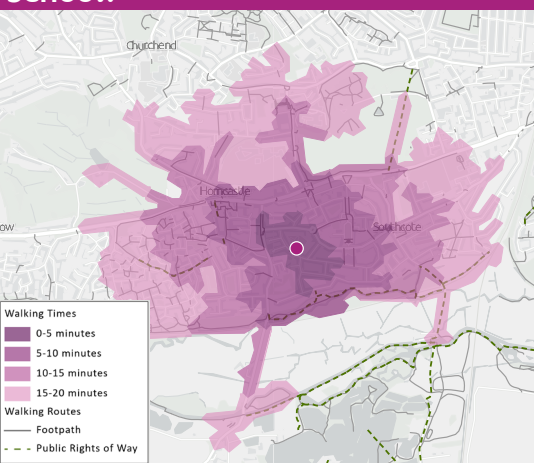 Churchend
Horncastle
Southcote
ow
Walking Times
0-5 minutes
5-10 minutes
10-15 minutes
15-20 minutes
Walking Routes
Footpath
Public Rights of Way